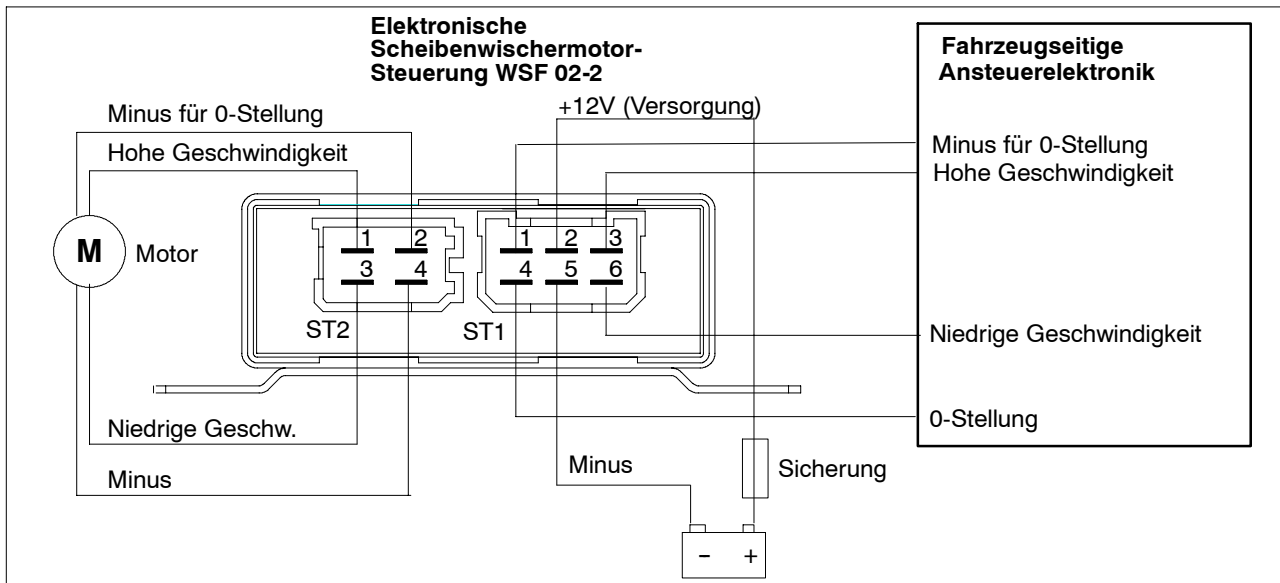 Elektronische
Scheibenwischermotor-
Steuerung WSF 02-2
Fahrzeugseitige
Ansteuerelektronik
+12V (Versorgung)
Minus für 0-Stellung
Hohe Geschwindigkeit
Minus für 0-Stellung
Hohe Geschwindigkeit
M
Motor
1 2
3 4
ST2
1 2 3
4 5 6
ST1
Niedrige Geschwindigkeit
0-Stellung
Niedrige Geschw.
Minus
Minus
Sicherung
- +